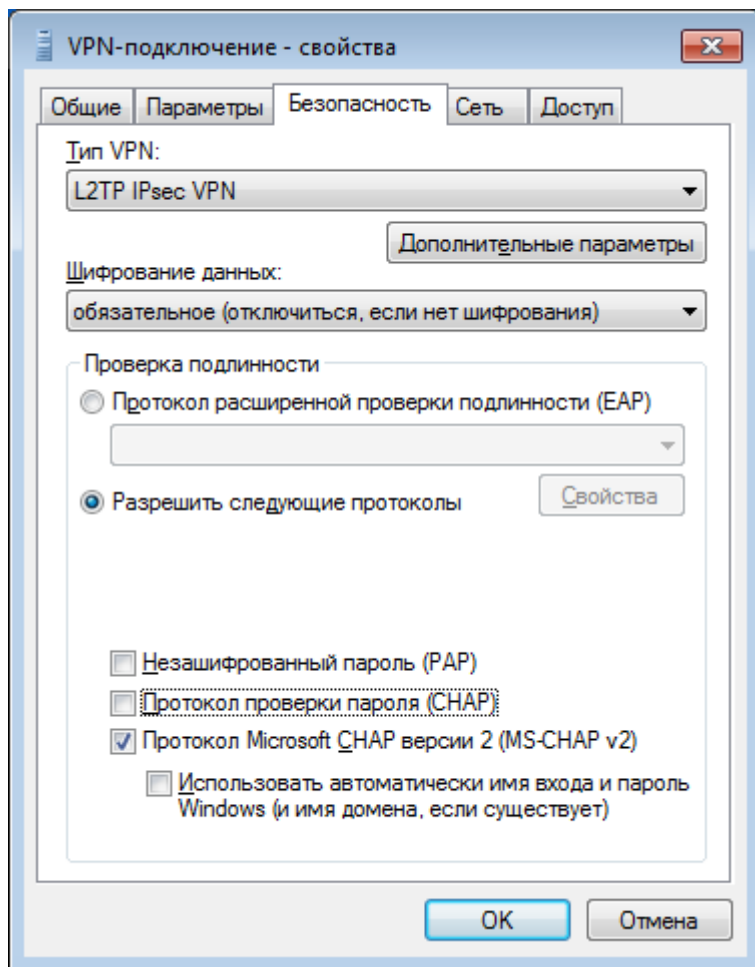 VPN-подключение - свойства
Общие Параметры Безопасность Сеть Доступ
Тип VPN:
L2TP IPsec VPN
Дополнительные параметры
Шифрование данных:
обязательное (отключиться, если нет шифрования)
Проверка подлинности
Протокол расширенной проверки подлинности (EAP)
Разрешить следующие протоколы
Свойства
Незашифрованный пароль (PAP)
Протокол проверки пароля (CHAP)
Протокол Microsoft CHAP версии 2 (MS-CHAP v2)
Использовать автоматически имя входа и пароль
Windows (и имя домена, если существует)
OK Отмена